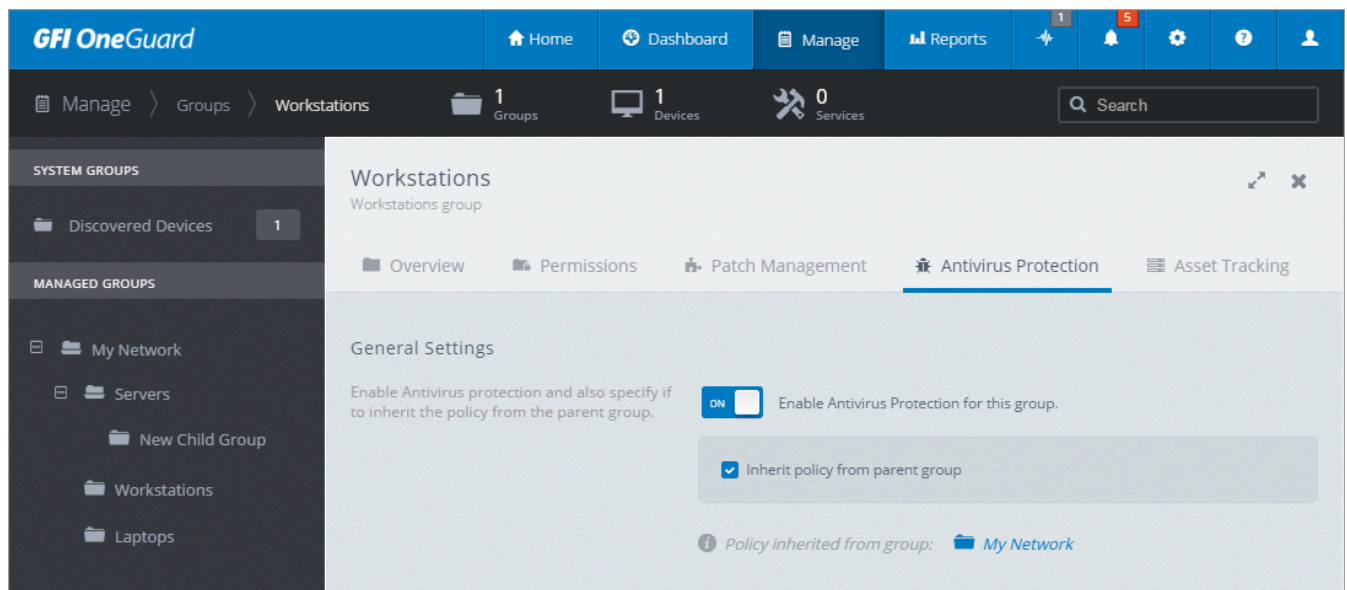 GFI OneGuard
Home
Dashboard
Manage
Reports
1
5
Manage
Groups
Workstations
1
Groups
1
Devices
0
Services
Search
SYSTEM GROUPS
Discovered Devices
1
MANAGED GROUPS
My Network
Servers
New Child Group
Workstations
Laptops
Workstations
Workstations group
Overview
Permissions
Patch Management
Antivirus Protection
Asset Tracking
General Settings
Enable Antivirus protection and also specify if
to inherit the policy from the parent group.
ON
Enable Antivirus Protection for this group.
Inherit policy from parent group
Policy inherited from group: My Network